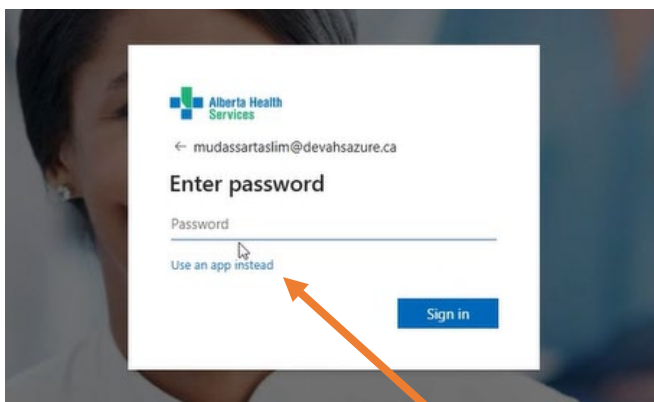 Alberta Health
Services
← mudassartaslim@devahsazure.ca
Enter password
Password
Use an app instead
Sign in